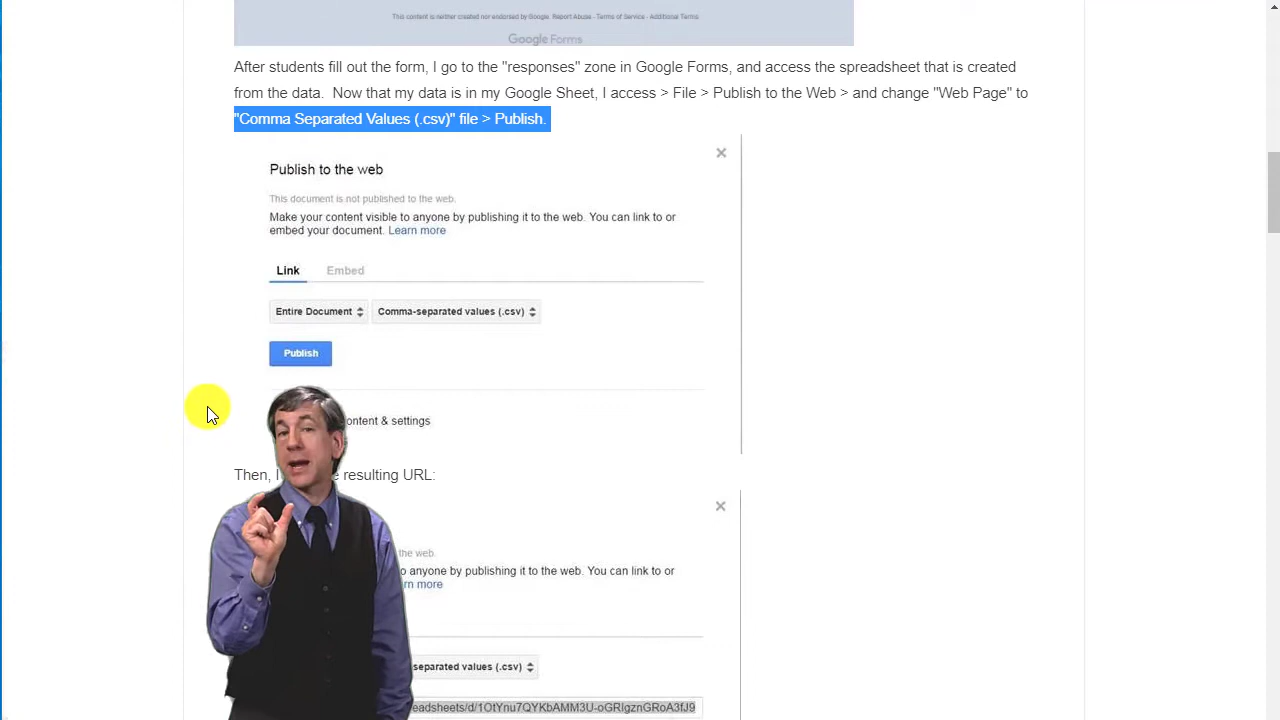 This content is neither created nor endorsed by Google. Report Abuse - Terms of Service - Additional Terms
Google Forms
After students fill out the form, I go to the "responses" zone in Google Forms, and access the spreadsheet that is created
from the data.  Now that my data is in my Google Sheet, I access > File > Publish to the Web > and change "Web Page" to
"Comma Separated Values (.csv)" file > Publish.
Publish to the web
This document is not published to the web.
Make your content visible to anyone by publishing it to the web. You can link to or
embed your document. Learn more
Link Embed
Entire Document Comma-separated values (.csv)
Publish
ontent & settings
Then, I resulting URL:
the web.
o anyone by publishing it to the web. You can link to or
rn more
separated values (.csv)
eadsheets/d/1OtYnu7QYKbAMM3U-oGRIgznGRoA3fJ9